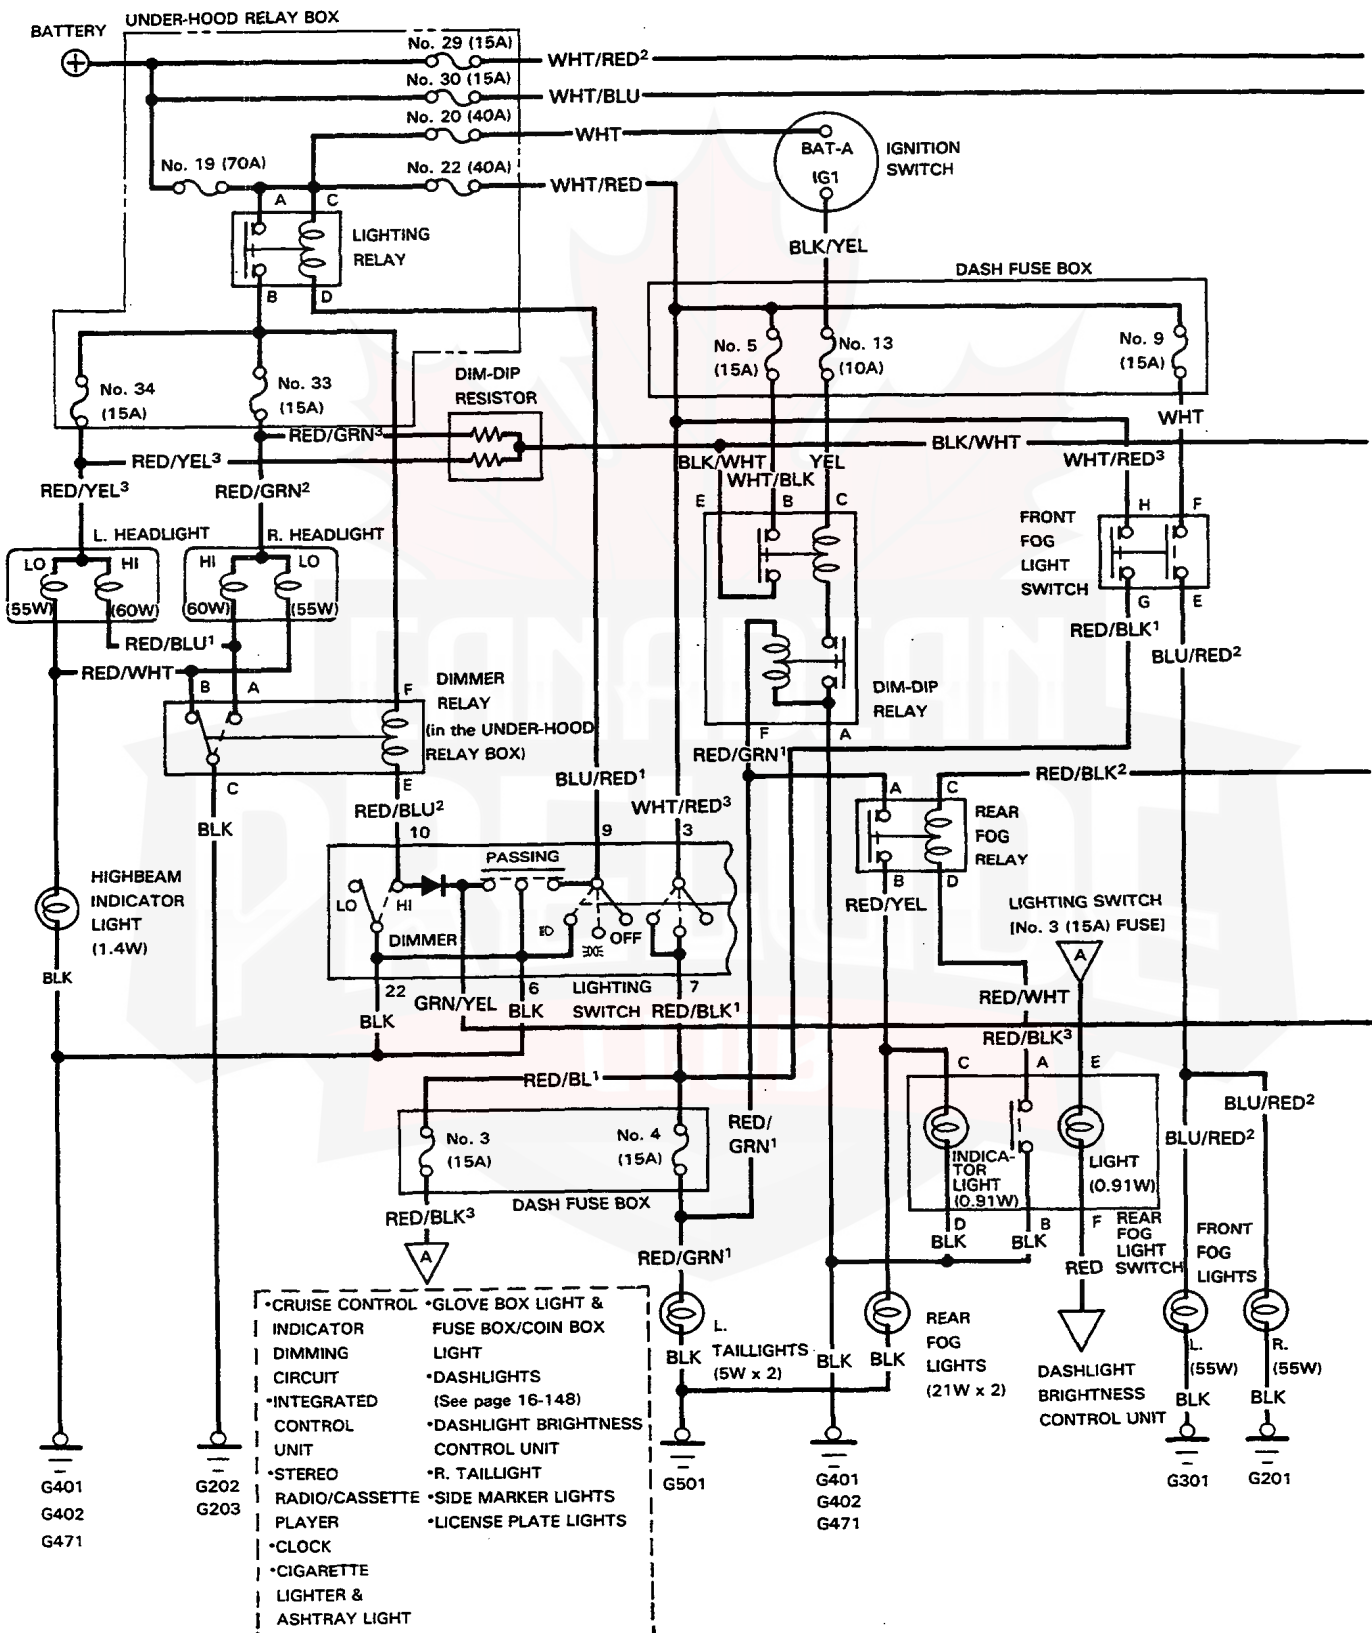 UNDER-HOOD RELAY BOX
BATTERY
No. 29 (15A)
WHT/RED2
No. 30 (15A)
WHT/BLU
No. 20 (40A)
WHT
BAT-A
IGNITION
SWITCH
IG1
No. 19 (70A)
No. 22 (40A)
WHT/RED
A
C
LIGHTING
RELAY
B
D
BLK/YEL
DASH FUSE BOX
No. 5
(15A)
No. 13
(10A)
No. 9
(15A)
No. 34
(15A)
No. 33
(15A)
DIM-DIP
RESISTOR
WHT
RED/GRN3
RED/YEL3
BLK/WHT
BLK/WHT
YEL
WHT/BLK
WHT/RED3
RED/YEL3
RED/GRN2
E
B
C
H
F
FRONT
FOG
LIGHT
SWITCH
G
E
L. HEADLIGHT
R. HEADLIGHT
LO
HI
HI
LO
(55W)
(60W)
(60W)
(55W)
RED/BLU1
RED/WHT
RED/BLK1
BLU/RED2
B
A
F
DIMMER
RELAY
(in the UNDER-HOOD
RELAY BOX)
C
E
DIM-DIP
RELAY
F
A
RED/GRN1
BLK
RED/BLU2
BLU/RED1
WHT/RED3
RED/BLK2
A
C
REAR
FOG
RELAY
B
D
10
9
3
PASSING
LO
HI
DIMMER
OFF
22
6
7
LIGHTING
SWITCH
GRN/YEL
BLK
BLK
RED/BLK1
HIGHBEAM
INDICATOR
LIGHT
(1.4W)
BLK
RED/YEL
LIGHTING SWITCH
[No. 3 (15A) FUSE]
A
RED/WHT
RED/BLK3
RED/BL1
C
A
E
INDICA-
TOR
LIGHT
(0.91W)
LIGHT
(0.91W)
D
B
F
REAR
FOG
LIGHT
SWITCH
BLK
BLK
RED
BLU/RED2
BLU/RED2
No. 3
(15A)
No. 4
(15A)
DASH FUSE BOX
RED/
GRN1
RED/BLK3
A
RED/GRN1
L.
TAILLIGHTS
(5W x 2)
BLK
BLK
BLK
REAR
FOG
LIGHTS
(21W x 2)
DASHLIGHT
BRIGHTNESS
CONTROL UNIT
FRONT
FOG
LIGHTS
L.
(55W)
R.
(55W)
BLK
BLK
•CRUISE CONTROL
INDICATOR
DIMMING
CIRCUIT
•INTEGRATED
CONTROL
UNIT
•STEREO
RADIO/CASSETTE
PLAYER
•CLOCK
•CIGARETTE
LIGHTER &
ASHTRAY LIGHT
•GLOVE BOX LIGHT &
FUSE BOX/COIN BOX
LIGHT
•DASHLIGHTS
(See page 16-148)
•DASHLIGHT BRIGHTNESS
CONTROL UNIT
•R. TAILLIGHT
•SIDE MARKER LIGHTS
•LICENSE PLATE LIGHTS
G401
G402
G471
G202
G203
G501
G401
G402
G471
G301
G201
CANADIAN
PRELUDE